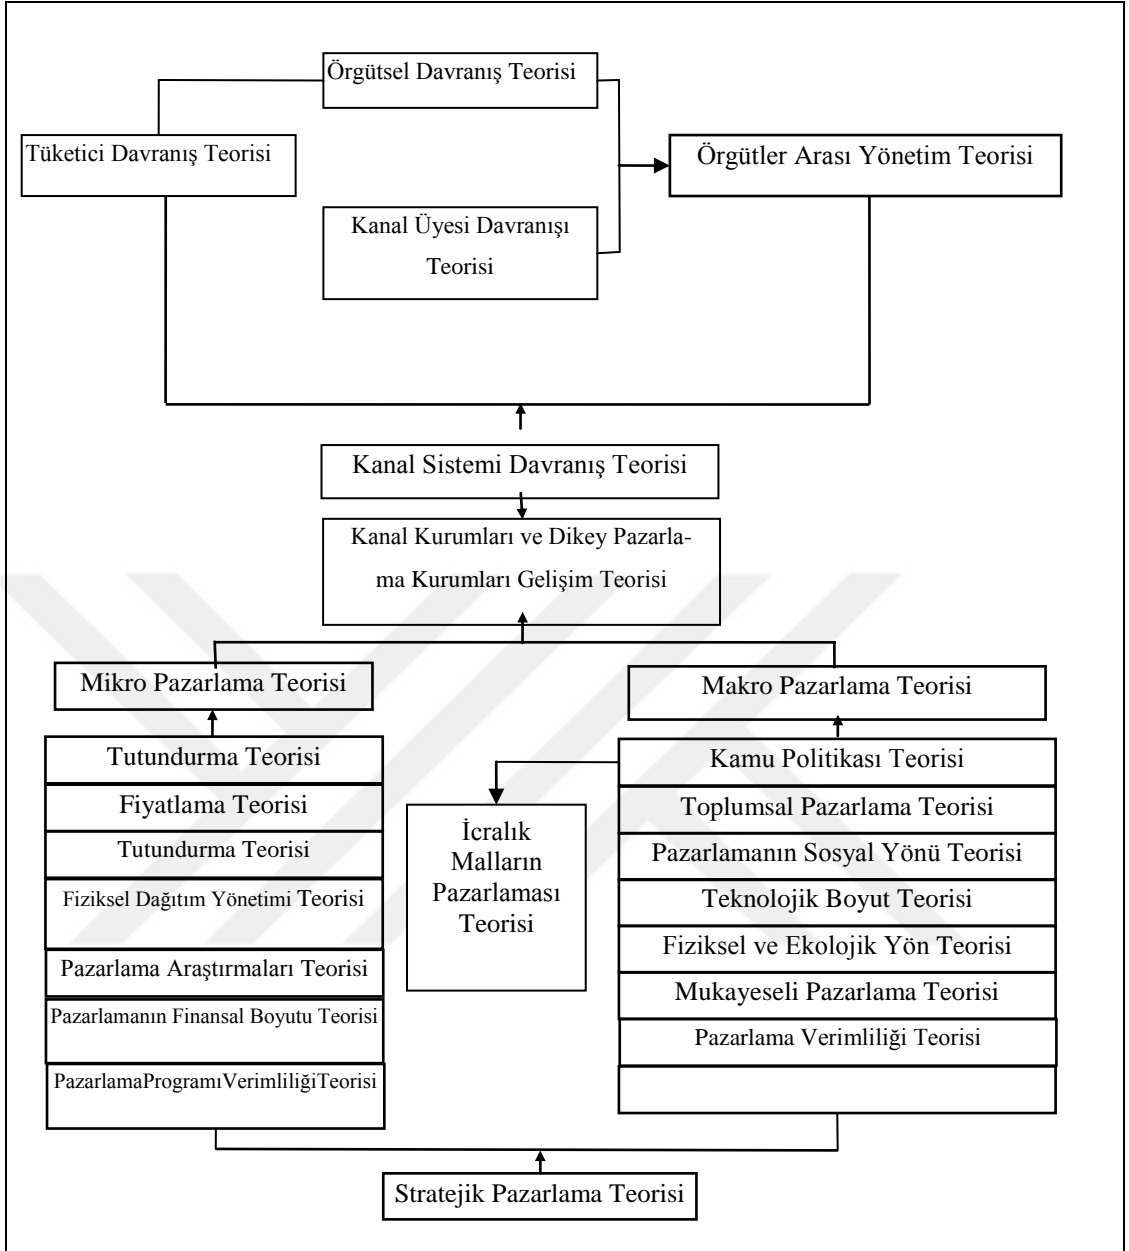 Örgütsel Davranış Teorisi
Tüketici Davranış Teorisi
Örgütler Arası Yönetim Teorisi
Kanal Üyesi Davranışı
Teorisi
Kanal Sistemi Davranış Teorisi
Kanal Kurumları ve Dikey Pazarla-
ma Kurumları Gelişim Teorisi
Mikro Pazarlama Teorisi
Makro Pazarlama Teorisi
Tutundurma Teorisi
Fiyatlama Teorisi
Tutundurma Teorisi
Fiziksel Dağıtım Yönetimi Teorisi
Pazarlama Araştırmaları Teorisi
Pazarlamanın Finansal Boyutu Teorisi
PazarlamaProgramıVerimliliğiTeorisi
İcralık
Malların
Pazarlaması
Teorisi
Kamu Politikası Teorisi
Toplumsal Pazarlama Teorisi
Pazarlamanın Sosyal Yönü Teorisi
Teknolojik Boyut Teorisi
Fiziksel ve Ekolojik Yön Teorisi
Mukayeseli Pazarlama Teorisi
Pazarlama Verimliliği Teorisi
Stratejik Pazarlama Teorisi